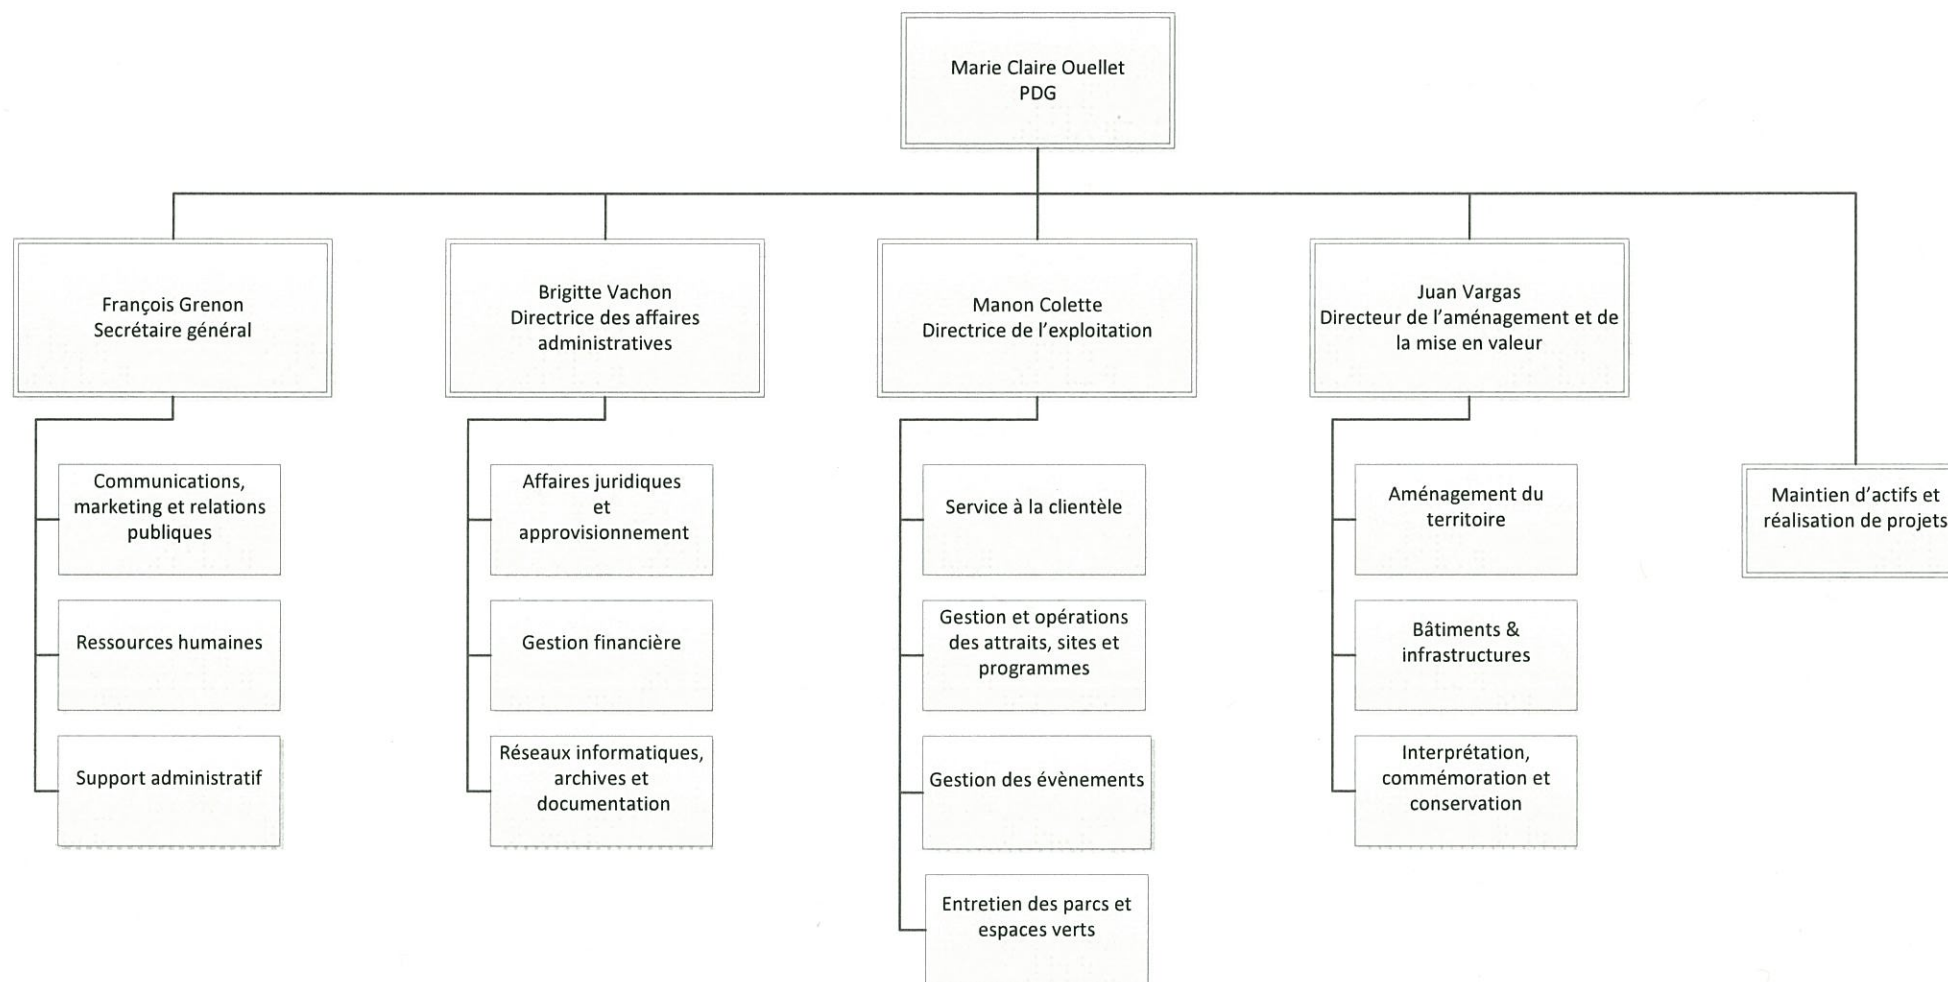 Marie Claire Ouellet
PDG
François Grenon
Secrétaire général
Brigitte Vachon
Directrice des affaires
administratives
Manon Colette
Directrice de l'exploitation
Juan Vargas
Directeur de l'aménagement et de
la mise en valeur
Communications,
marketing et relations
publiques
Ressources humaines
Support administratif
Affaires juridiques
et
approvisionnement
Gestion financière
Réseaux informatiques,
archives et
documentation
Service à la clientèle
Gestion et opérations
des attraits, sites et
programmes
Gestion des évènements
Entretien des parcs et
espaces verts
Aménagement du
territoire
Bâtiments &
infrastructures
Interprétation,
commémoration et
conservation
Maintien d'actifs et
réalisation de projets